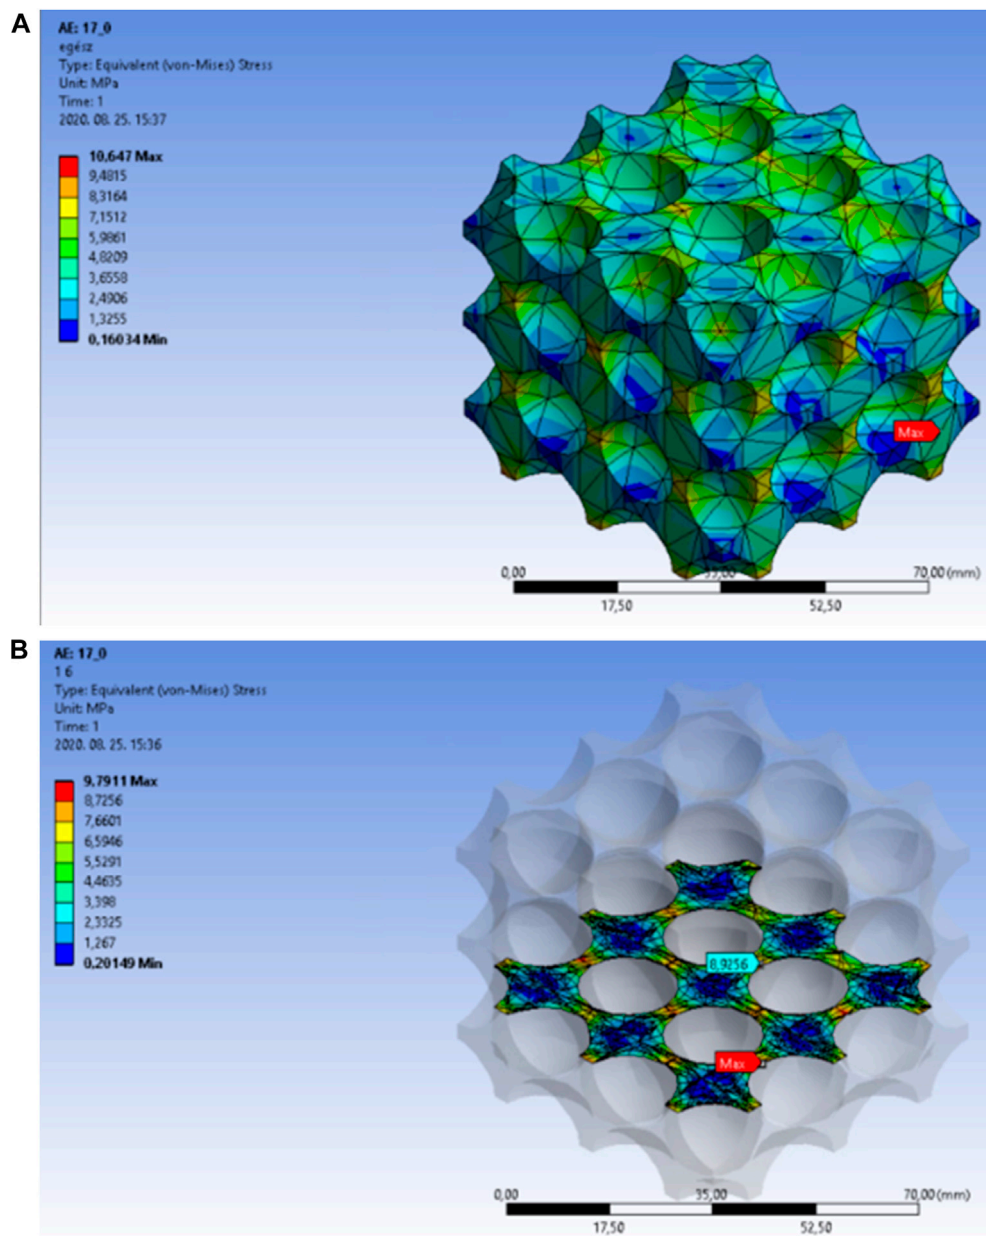 A
AE: 17_0
egész
Type: Equivalent (von-Mises) Stress
Unit: MPa
Time: 1
2020. 08. 25. 15:37
10,647 Max
9,4815
8,3164
7,1512
5,9861
4,8209
3,6558
2,4906
1,3255
0,16034 Min
Max
0,00 35,00 70,00 (mm)
17,50 52,50
B
AE: 17_0
1 6
Type: Equivalent (von-Mises) Stress
Unit: MPa
Time: 1
2020. 08. 25. 15:36
9,7911 Max
8,7256
7,6601
6,5946
5,5291
4,4635
3,398
2,3325
1,267
0,20149 Min
8,9256
Max
0,00 35,00 70,00 (mm)
17,50 52,50